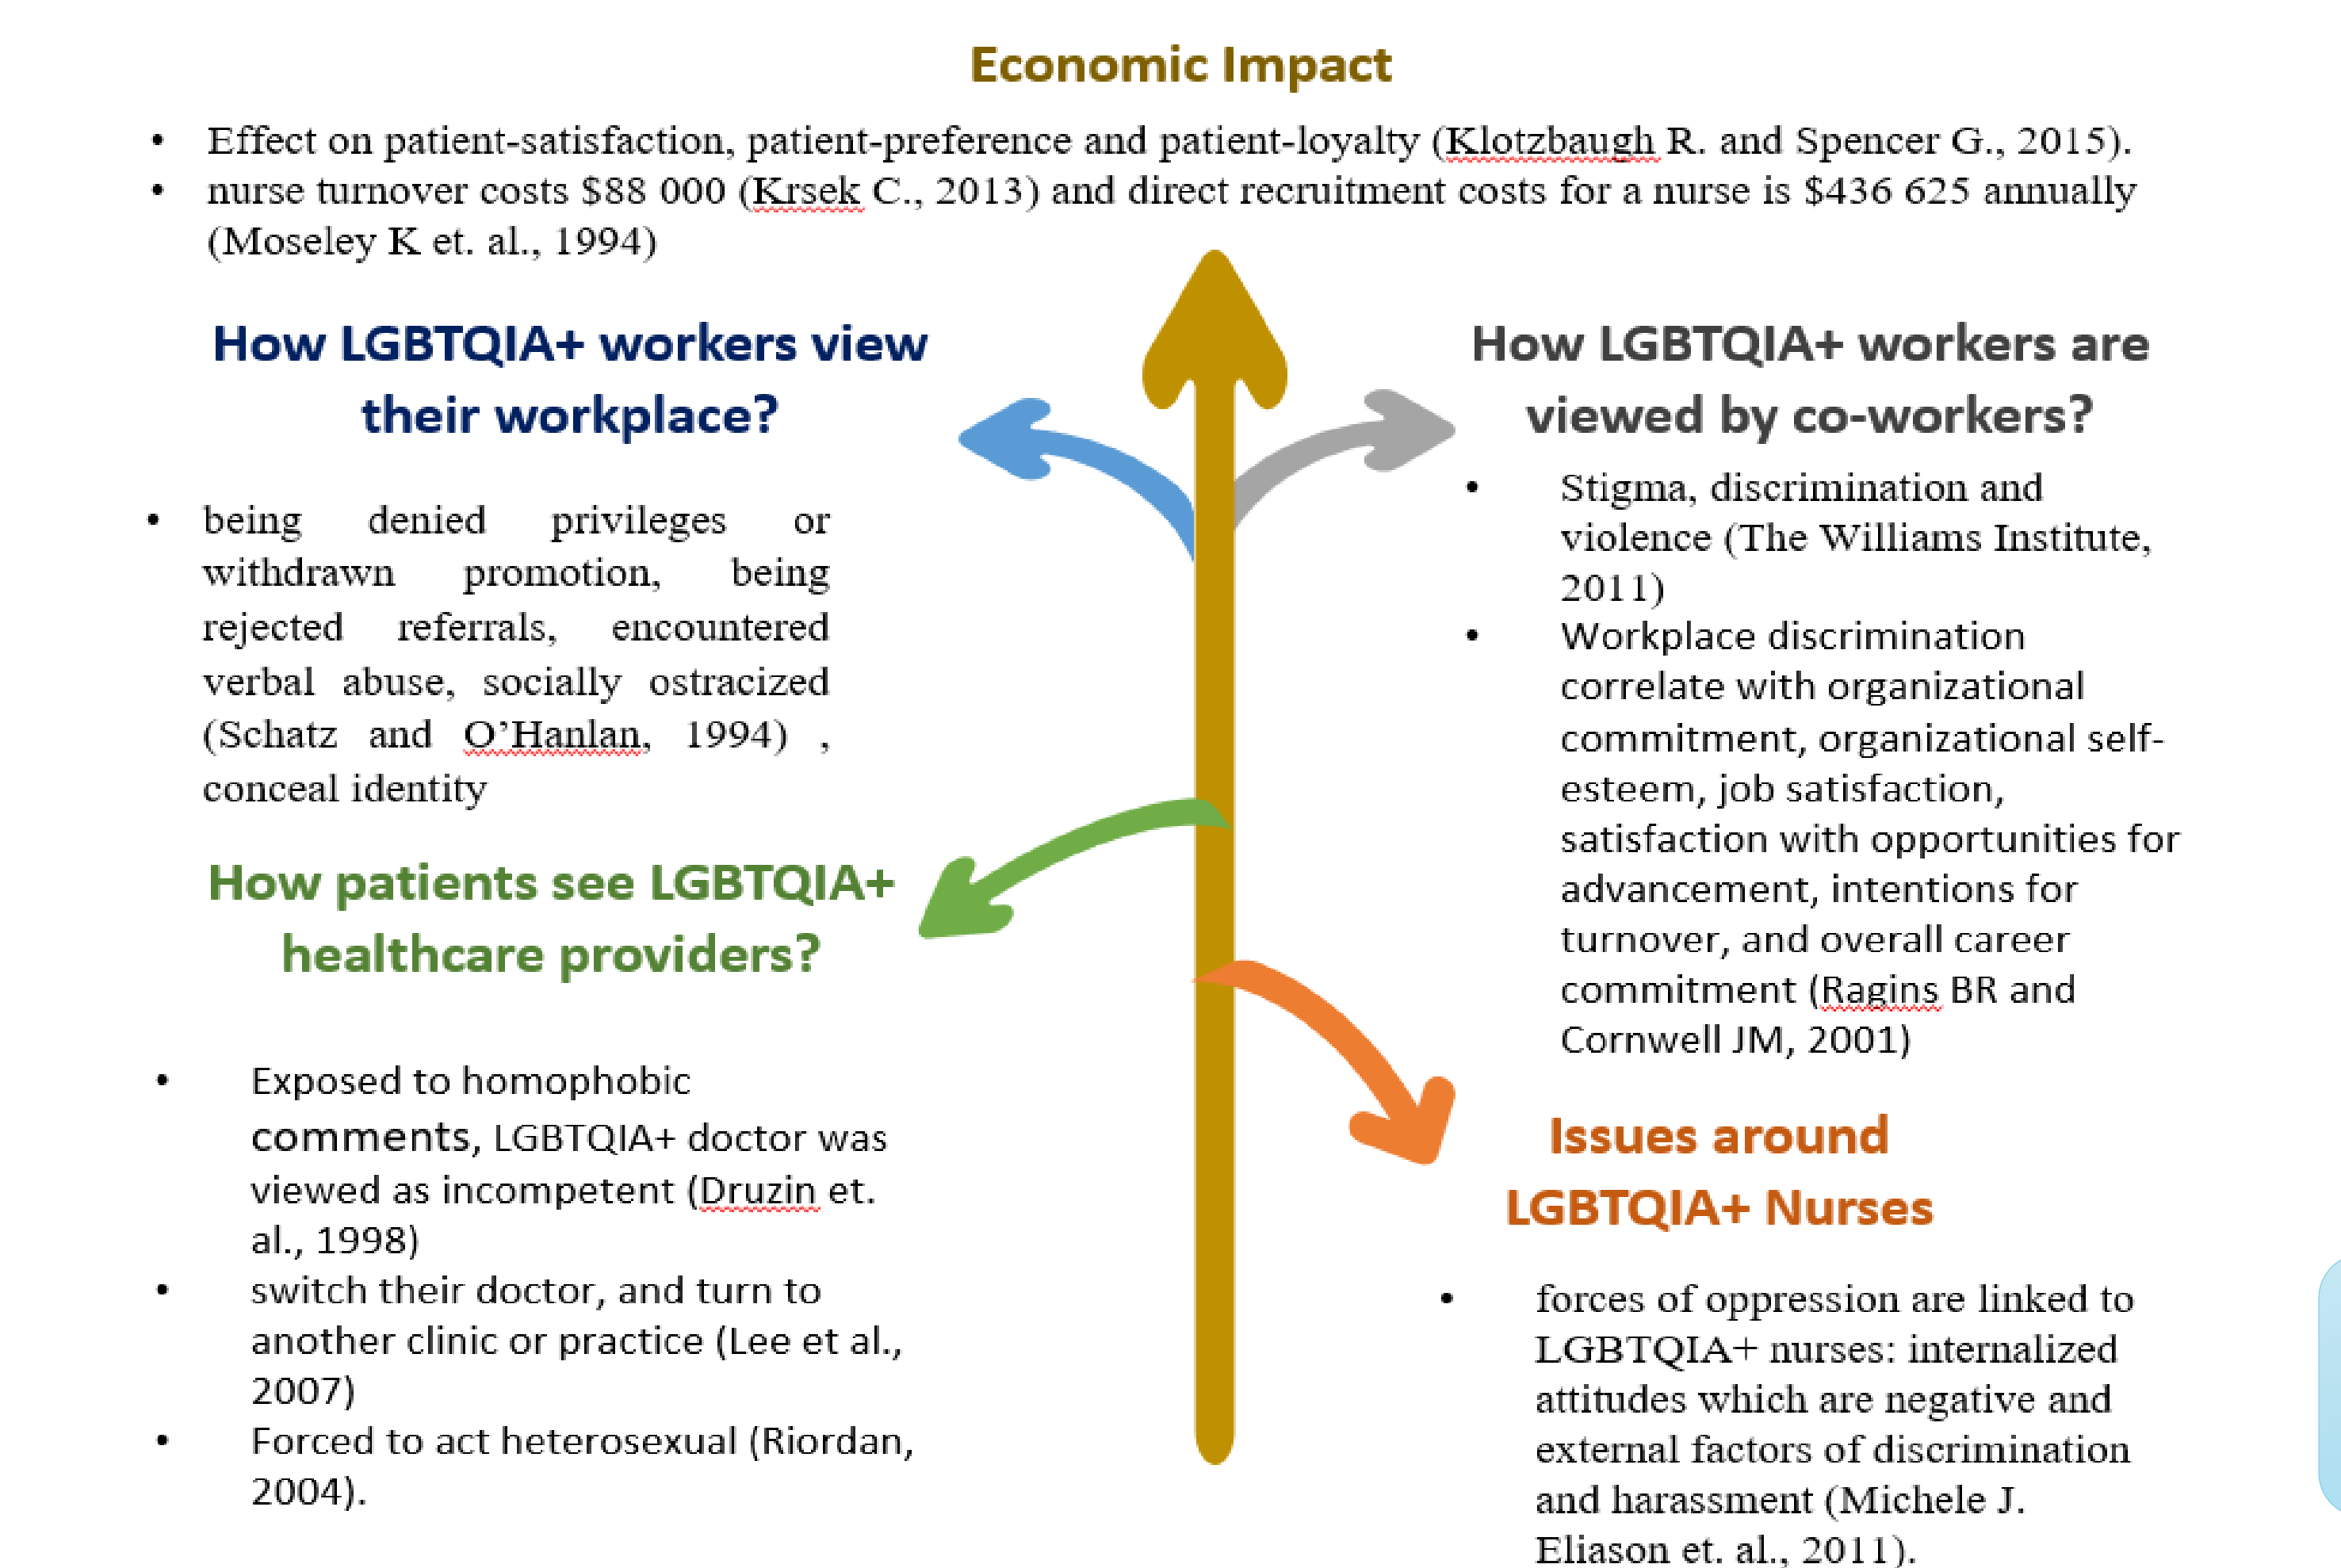 Economic Impact
• Effect on patient-satisfaction, patient-preference and patient-loyalty (Klotzbaugh R. and Spencer G., 2015).
• nurse turnover costs $88 000 (Krsek C., 2013) and direct recruitment costs for a nurse is $436 625 annually
(Moseley K et. al., 1994)
How LGBTQIA+ workers view
their workplace?
• being denied privileges or
withdrawn promotion, being
rejected referrals, encountered
verbal abuse, socially ostracized
(Schatz and O’Hanlan, 1994) ,
conceal identity
How LGBTQIA+ workers are
viewed by co-workers?
• Stigma, discrimination and
violence (The Williams Institute,
2011)
• Workplace discrimination
correlate with organizational
commitment, organizational self-
esteem, job satisfaction,
satisfaction with opportunities for
advancement, intentions for
turnover, and overall career
commitment (Ragins BR and
Cornwell JM, 2001)
How patients see LGBTQIA+
healthcare providers?
• Exposed to homophobic
comments, LGBTQIA+ doctor was
viewed as incompetent (Druzin et.
al., 1998)
• switch their doctor, and turn to
another clinic or practice (Lee et al.,
2007)
• Forced to act heterosexual (Riordan,
2004).
Issues around
LGBTQIA+ Nurses
• forces of oppression are linked to
LGBTQIA+ nurses: internalized
attitudes which are negative and
external factors of discrimination
and harassment (Michele J.
Eliason et. al., 2011).